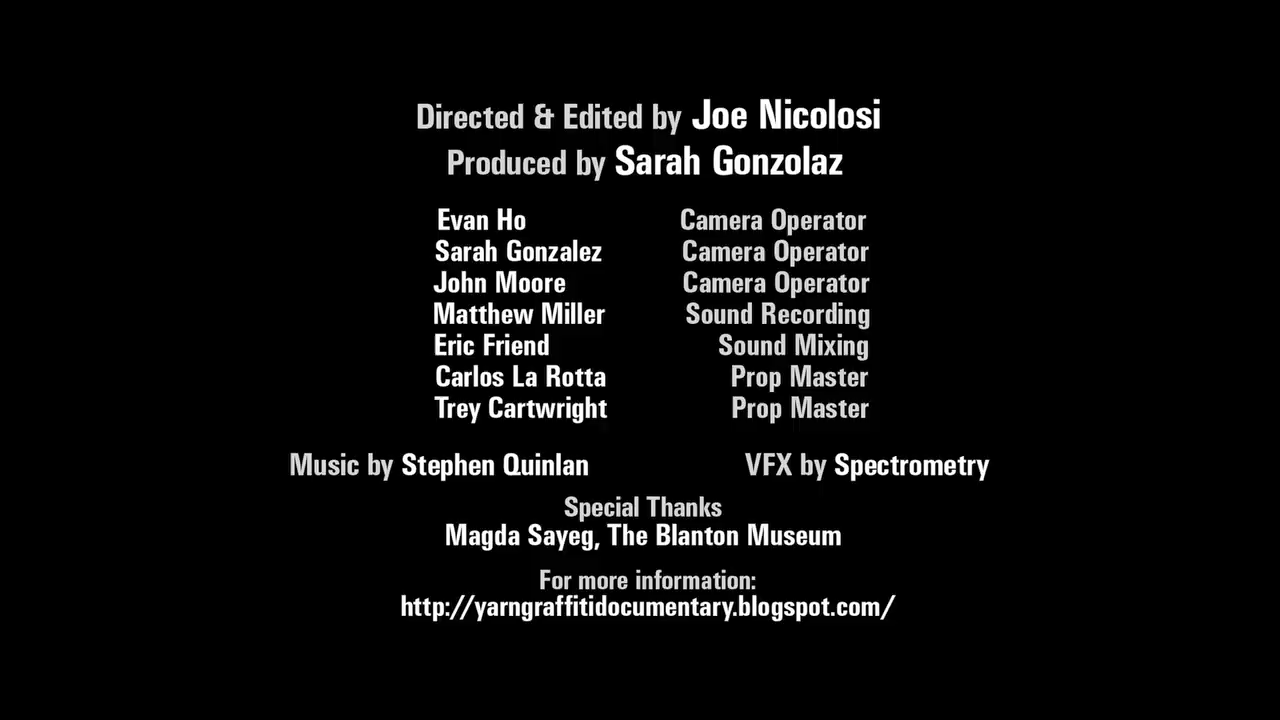 Directed & Edited by Joe Nicolosi
Produced by Sarah Gonzolaz
Evan Ho Camera Operator
Sarah Gonzalez Camera Operator
John Moore Camera Operator
Matthew Miller Sound Recording
Eric Friend Sound Mixing
Carlos La Rotta Prop Master
Trey Cartwright Prop Master
Music by Stephen Quinlan VFX by Spectrometry
Special Thanks
Magda Sayeg, The Blanton Museum
For more information:
http://yarngraffitidocumentary.blogspot.com/